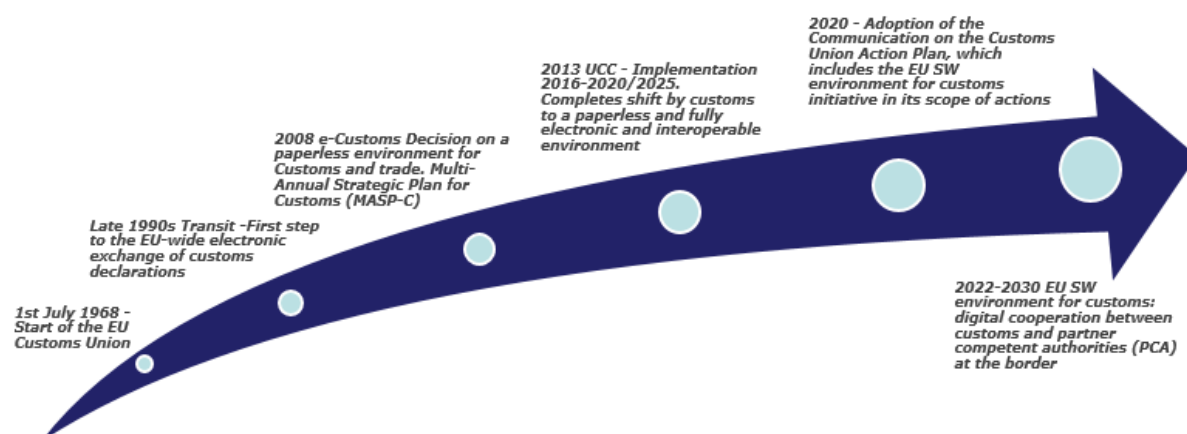 1st July 1968 -
Start of the EU
Customs Union
Late 1990s Transit -First step
to the EU-wide electronic
exchange of customs
declarations
2008 e-Customs Decision on a
paperless environment for
Customs and trade. Multi-
Annual Strategic Plan for
Customs (MASP-C)
2013 UCC - Implementation
2016-2020/2025.
Completes shift by customs
to a paperless and fully
electronic and interoperable
environment
2020 - Adoption of the
Communication on the Customs
Union Action Plan, which
includes the EU SW
environment for customs
initiative in its scope of actions
2022-2030 EU SW
environment for customs:
digital cooperation between
customs and partner
competent authorities (PCA)
at the border